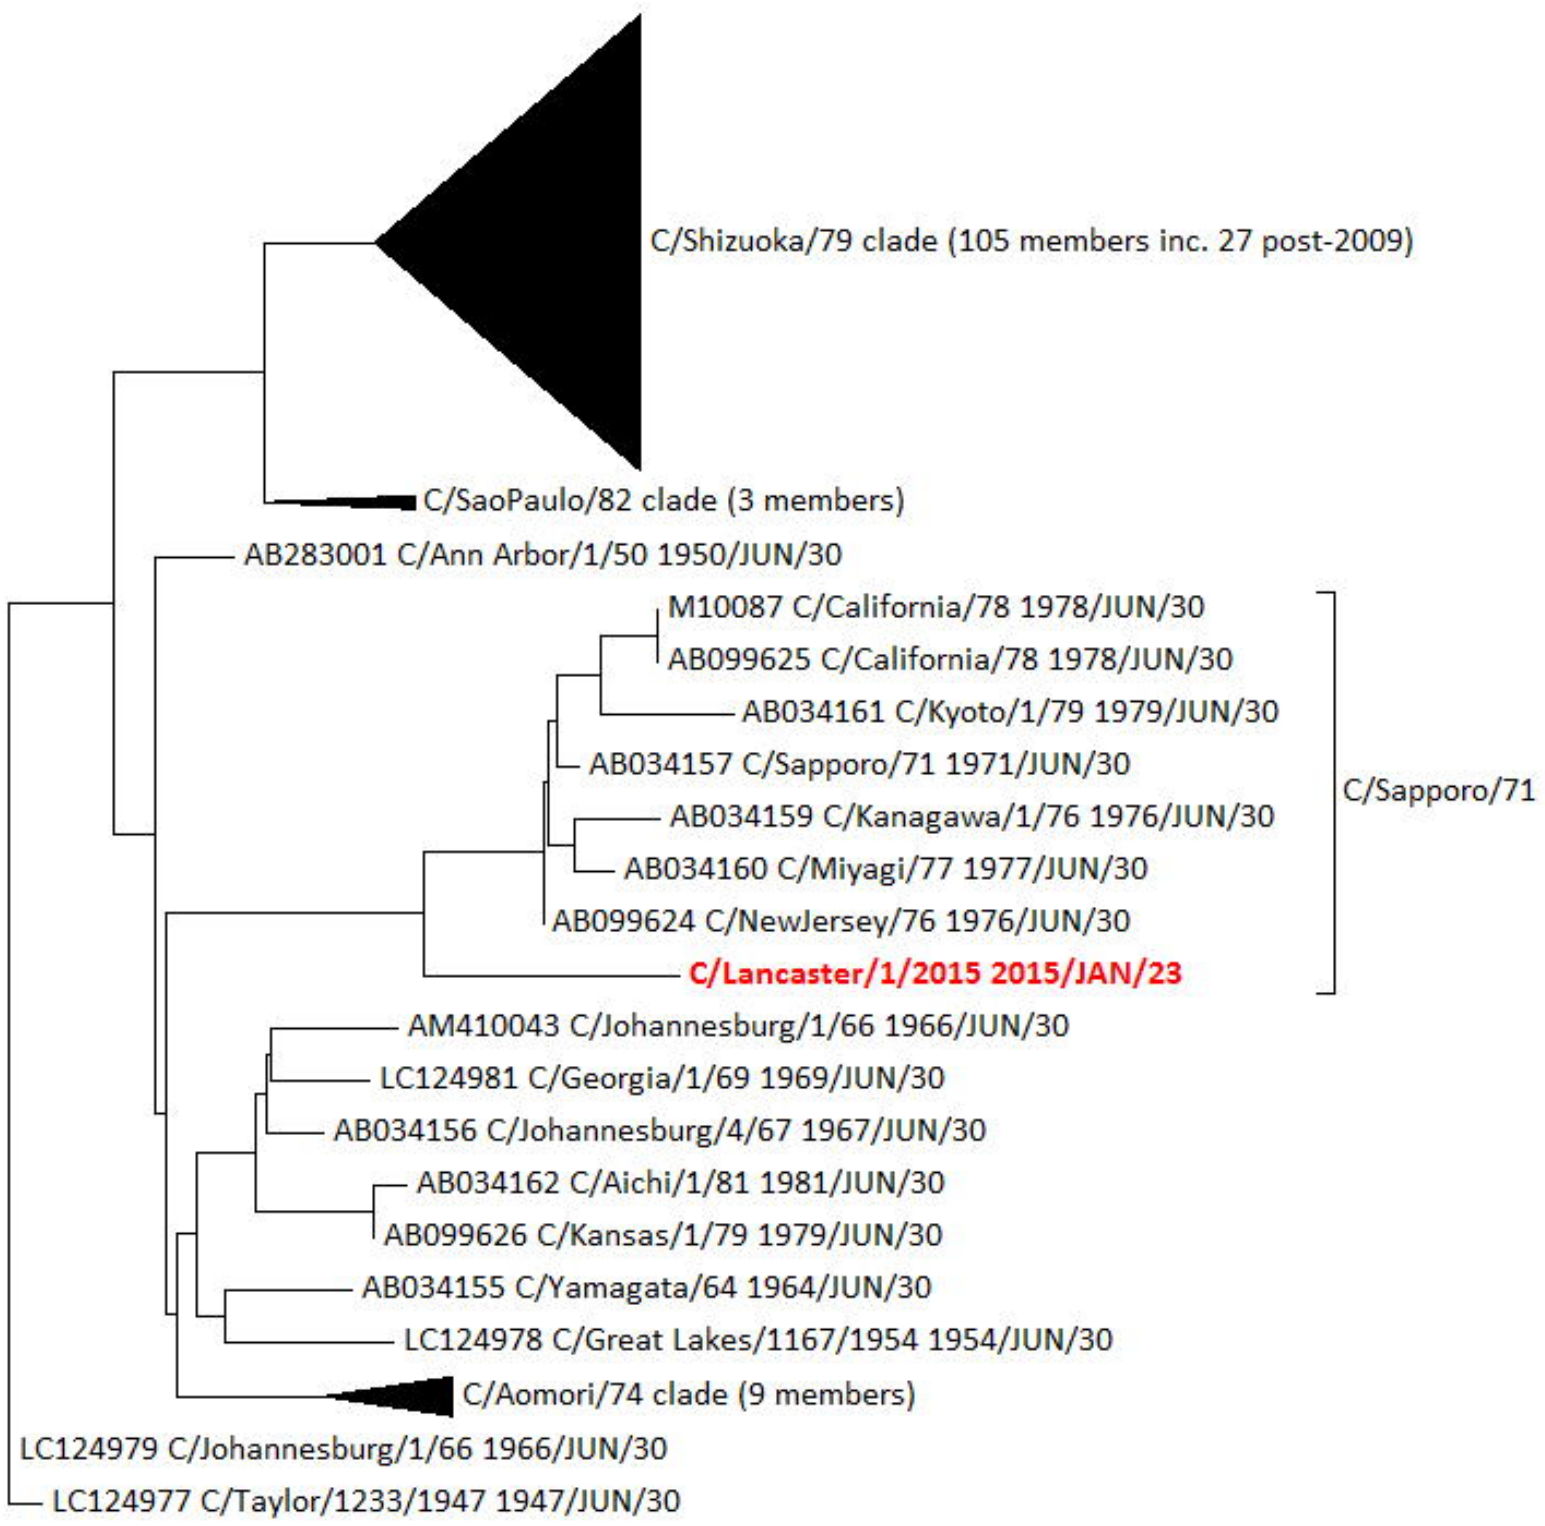 C/Shizuoka/79 clade (105 members inc. 27 post-2009)
C/SaoPaulo/82 clade (3 members)
AB283001 C/Ann Arbor/1/50 1950/JUN/30
M10087 C/California/78 1978/JUN/30
AB099625 C/California/78 1978/JUN/30
AB034161 C/Kyoto/1/79 1979/JUN/30
AB034157 C/Sapporo/71 1971/JUN/30
C/Sapporo/71
AB034159 C/Kanagawa/1/76 1976/JUN/30
AB034160 C/Miyagi/77 1977/JUN/30
AB099624 C/NewJersey/76 1976/JUN/30
C/Lancaster/1/2015 2015/JAN/23
AM410043 C/Johannesburg/1/66 1966/JUN/30
LC124981 C/Georgia/1/69 1969/JUN/30
AB034156 C/Johannesburg/4/67 1967/JUN/30
AB034162 C/Aichi/1/81 1981/JUN/30
AB099626 C/Kansas/1/79 1979/JUN/30
AB034155 C/Yamagata/64 1964/JUN/30
LC124978 C/Great Lakes/1167/1954 1954/JUN/30
C/Aomori/74 clade (9 members)
LC124979 C/Johannesburg/1/66 1966/JUN/30
LC124977 C/Taylor/1233/1947 1947/JUN/30